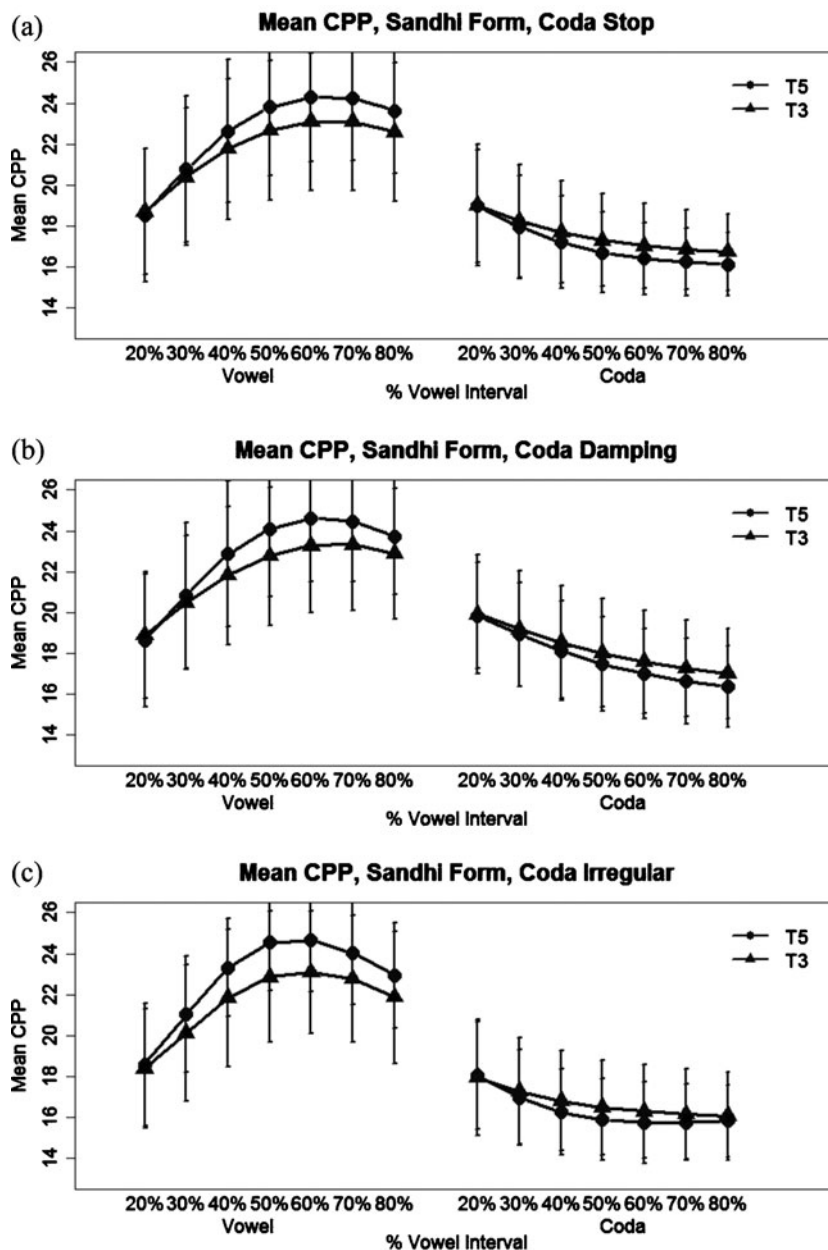 (a)
Mean CPP, Sandhi Form, Coda Stop
T5
T3
Mean CPP
26
24
22
20
18
16
14
20% 30% 40% 50% 60% 70% 80% 20% 30% 40% 50% 60% 70% 80%
Vowel Coda
% Vowel Interval
(b)
Mean CPP, Sandhi Form, Coda Damping
T5
T3
Mean CPP
26
24
22
20
18
16
14
20% 30% 40% 50% 60% 70% 80% 20% 30% 40% 50% 60% 70% 80%
Vowel Coda
% Vowel Interval
(c)
Mean CPP, Sandhi Form, Coda Irregular
T5
T3
Mean CPP
26
24
22
20
18
16
14
20% 30% 40% 50% 60% 70% 80% 20% 30% 40% 50% 60% 70% 80%
Vowel Coda
% Vowel Interval